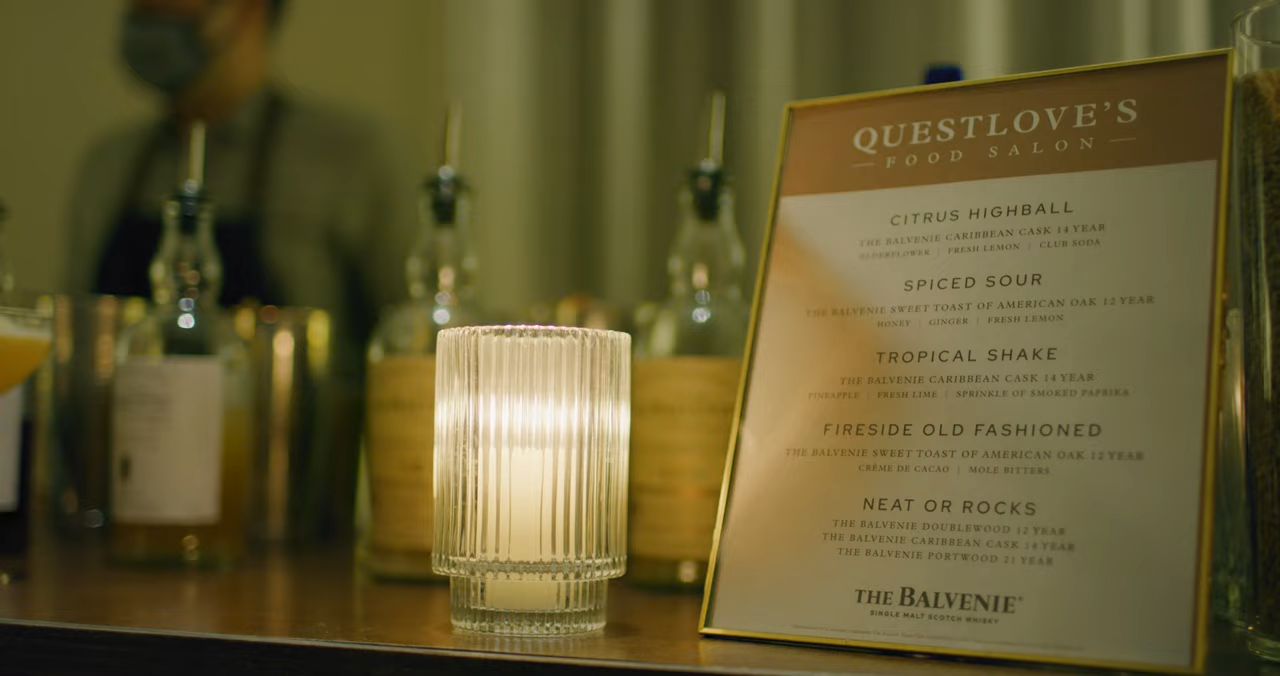 QUESTLOVE'S
FOOD SALON
CITRUS HIGHBALL
THE BALVENIE CARIBBEAN CASK 14 YEAR
ELDERFLOWER | FRESH LEMON | CLUB SODA
SPICED SOUR
THE BALVENIE SWEET TOAST OF AMERICAN OAK 12 YEAR
HONEY | GINGER | FRESH LEMON
TROPICAL SHAKE
THE BALVENIE CARIBBEAN CASK 14 YEAR
PINEAPPLE | FRESH LIME | SPRINKLE OF SMOKED PAPRIKA
FIRESIDE OLD FASHIONED
THE BALVENIE SWEET TOAST OF AMERICAN OAK 12 YEAR
CRÈME DE CACAO | MOLE BITTERS
NEAT OR ROCKS
THE BALVENIE DOUBLEWOOD 12 YEAR
THE BALVENIE CARIBBEAN CASK 14 YEAR
THE BALVENIE PORTWOOD 21 YEAR
THE BALVENIE®
SINGLE MALT SCOTCH WHISKY